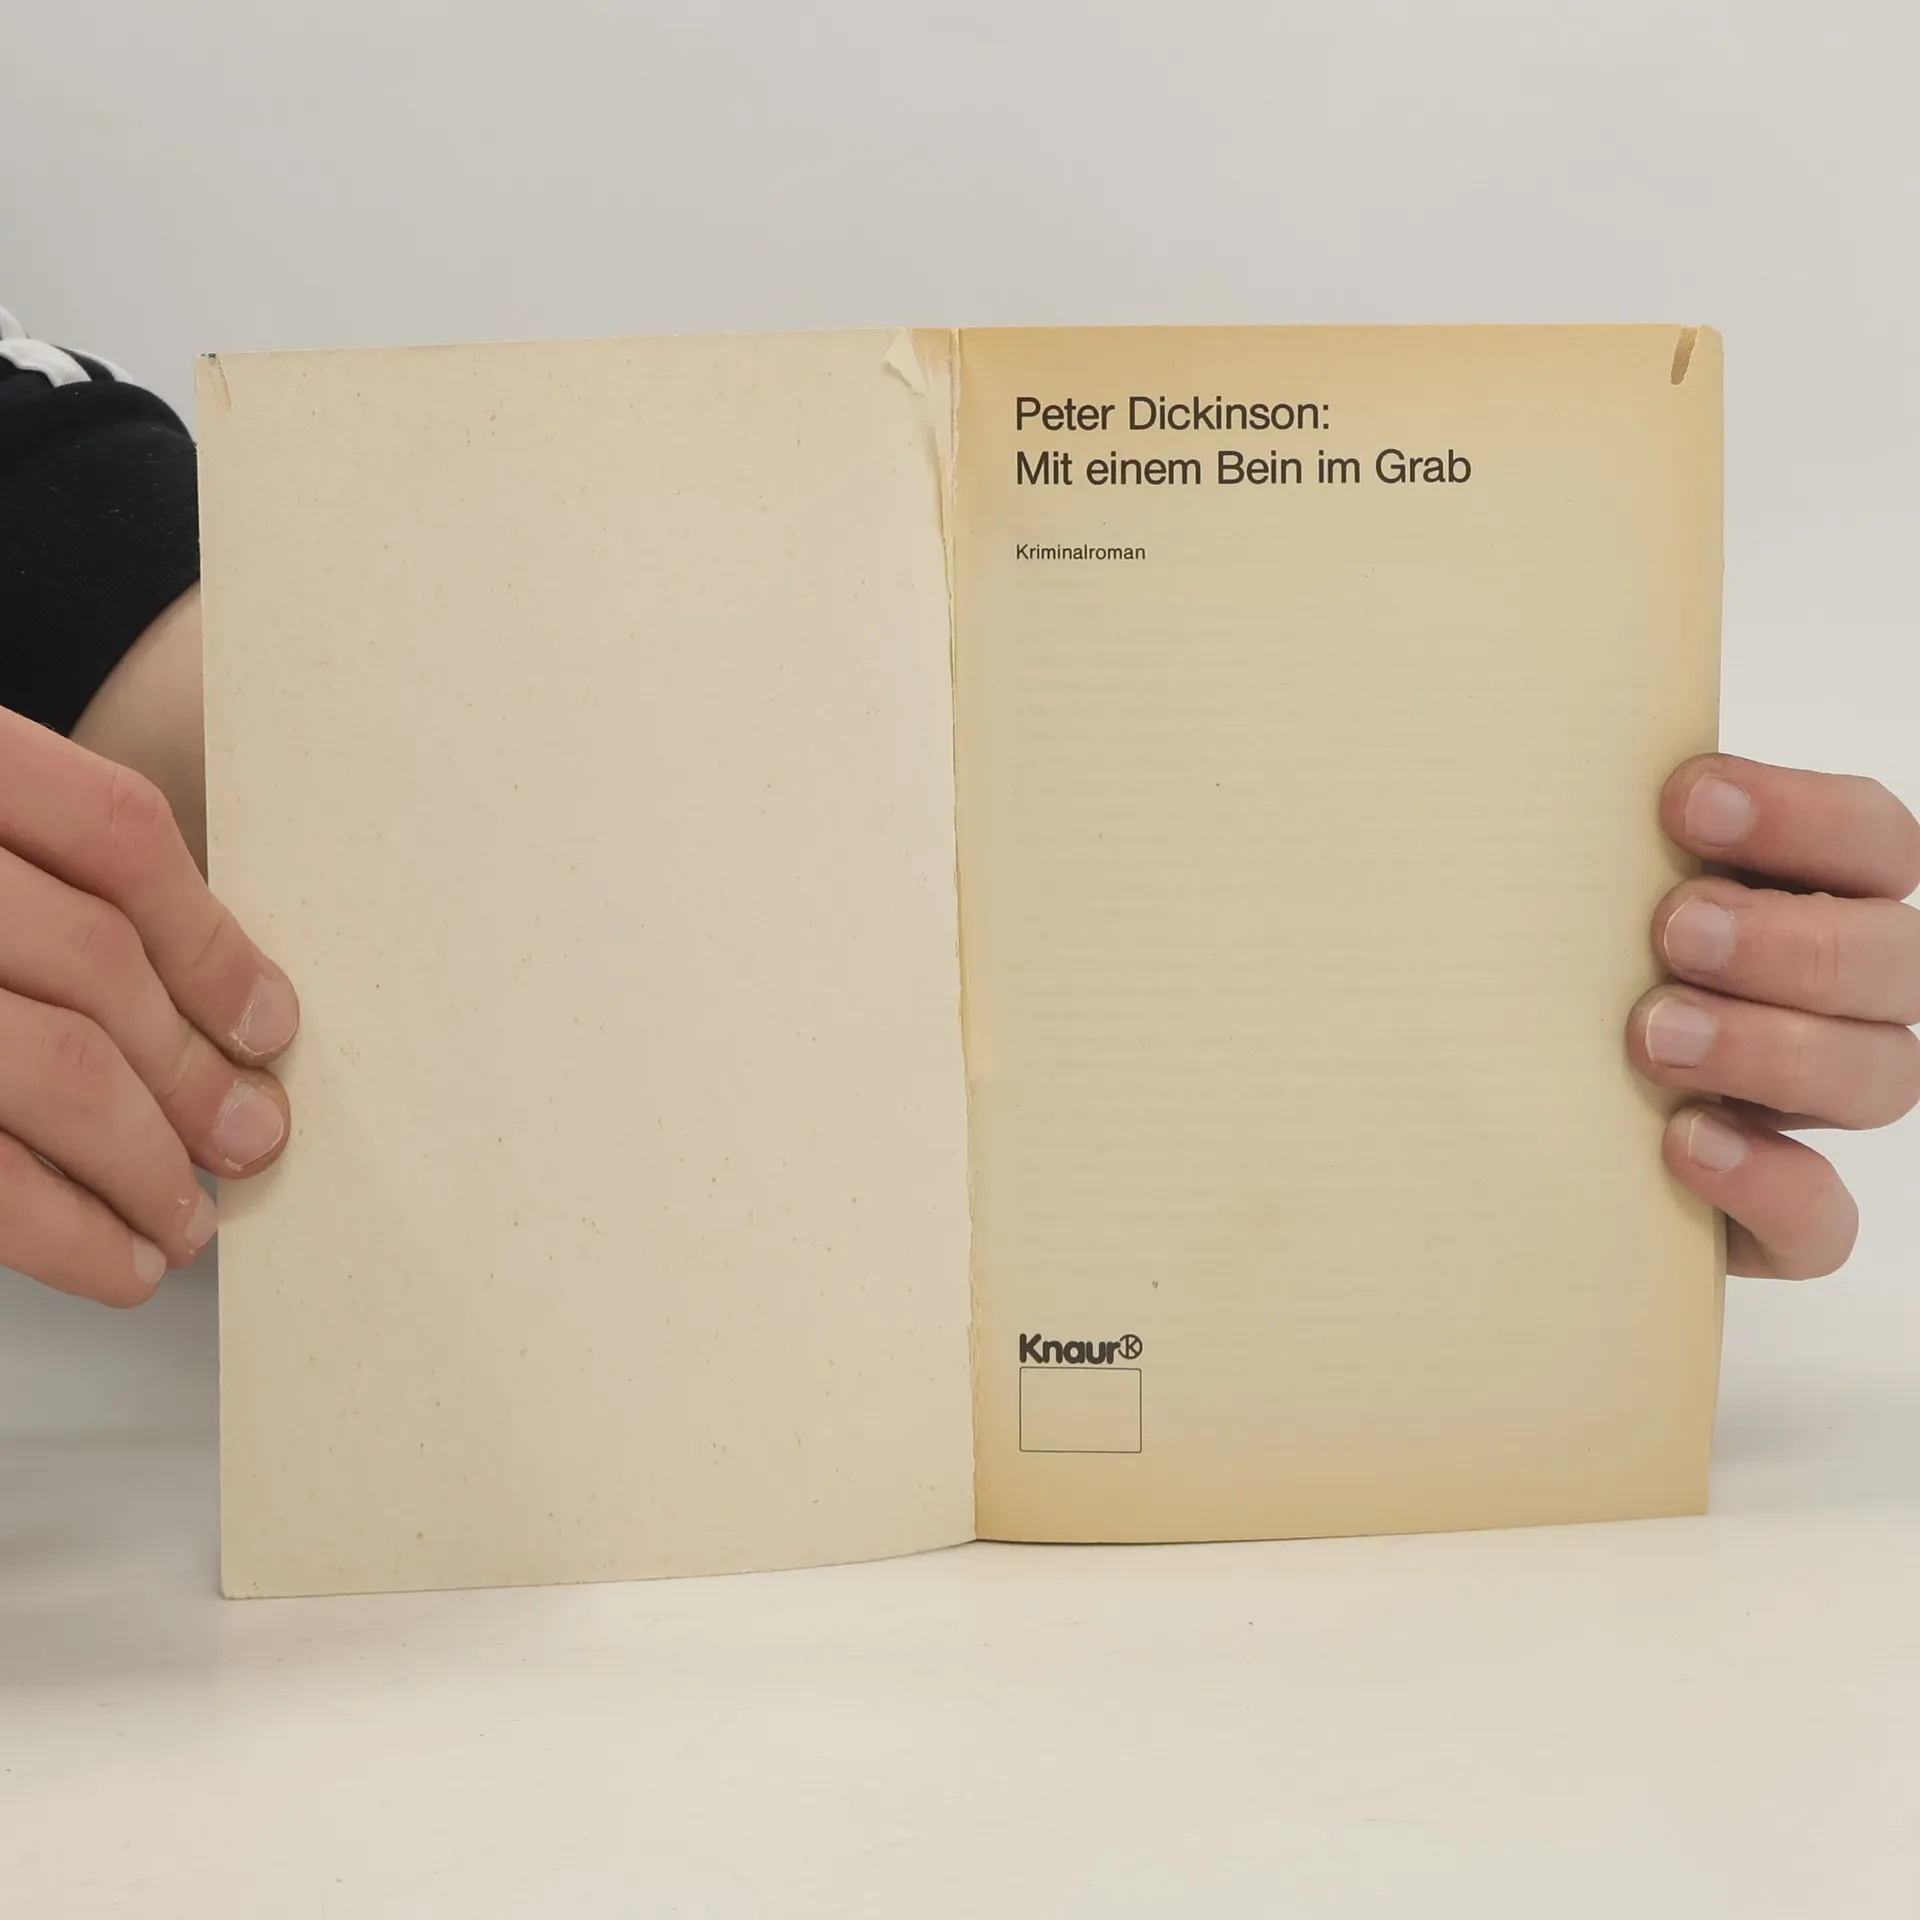 Peter Dickinson:
Mit einem Bein im Grab
Kriminalroman
Knaur K